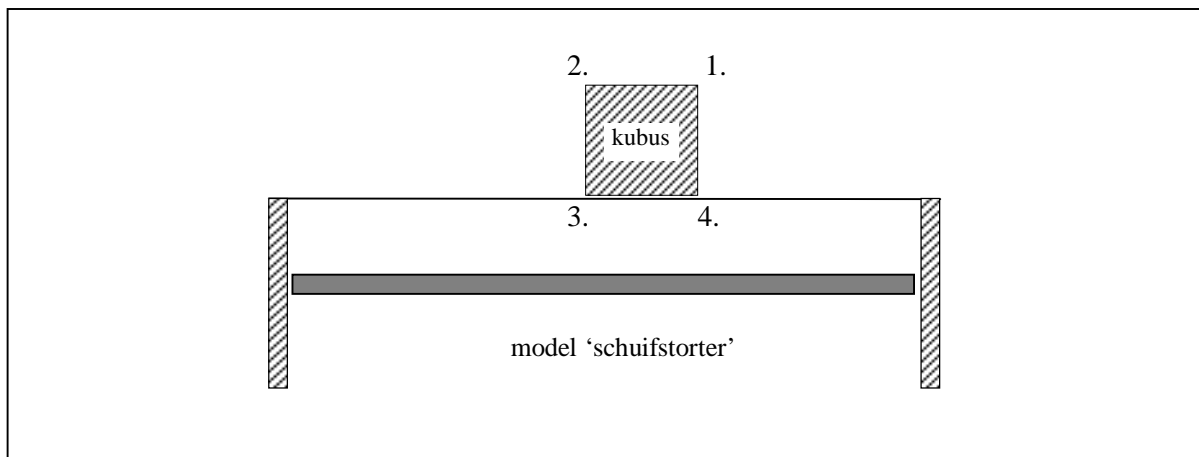 2. 1.
kubus
3. 4.
model ‘schuifstorter’